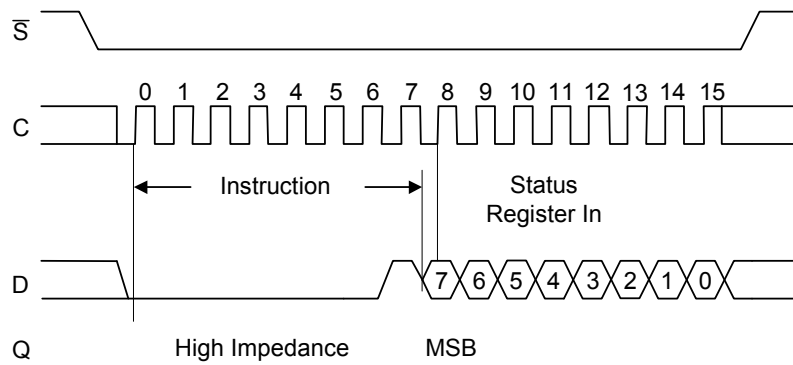 S̅
0 1 2 3 4 5 6 7 8 9 10 11 12 13 14 15
C
Instruction
Status
Register In
D
7 6 5 4 3 2 1 0
Q
High Impedance
MSB